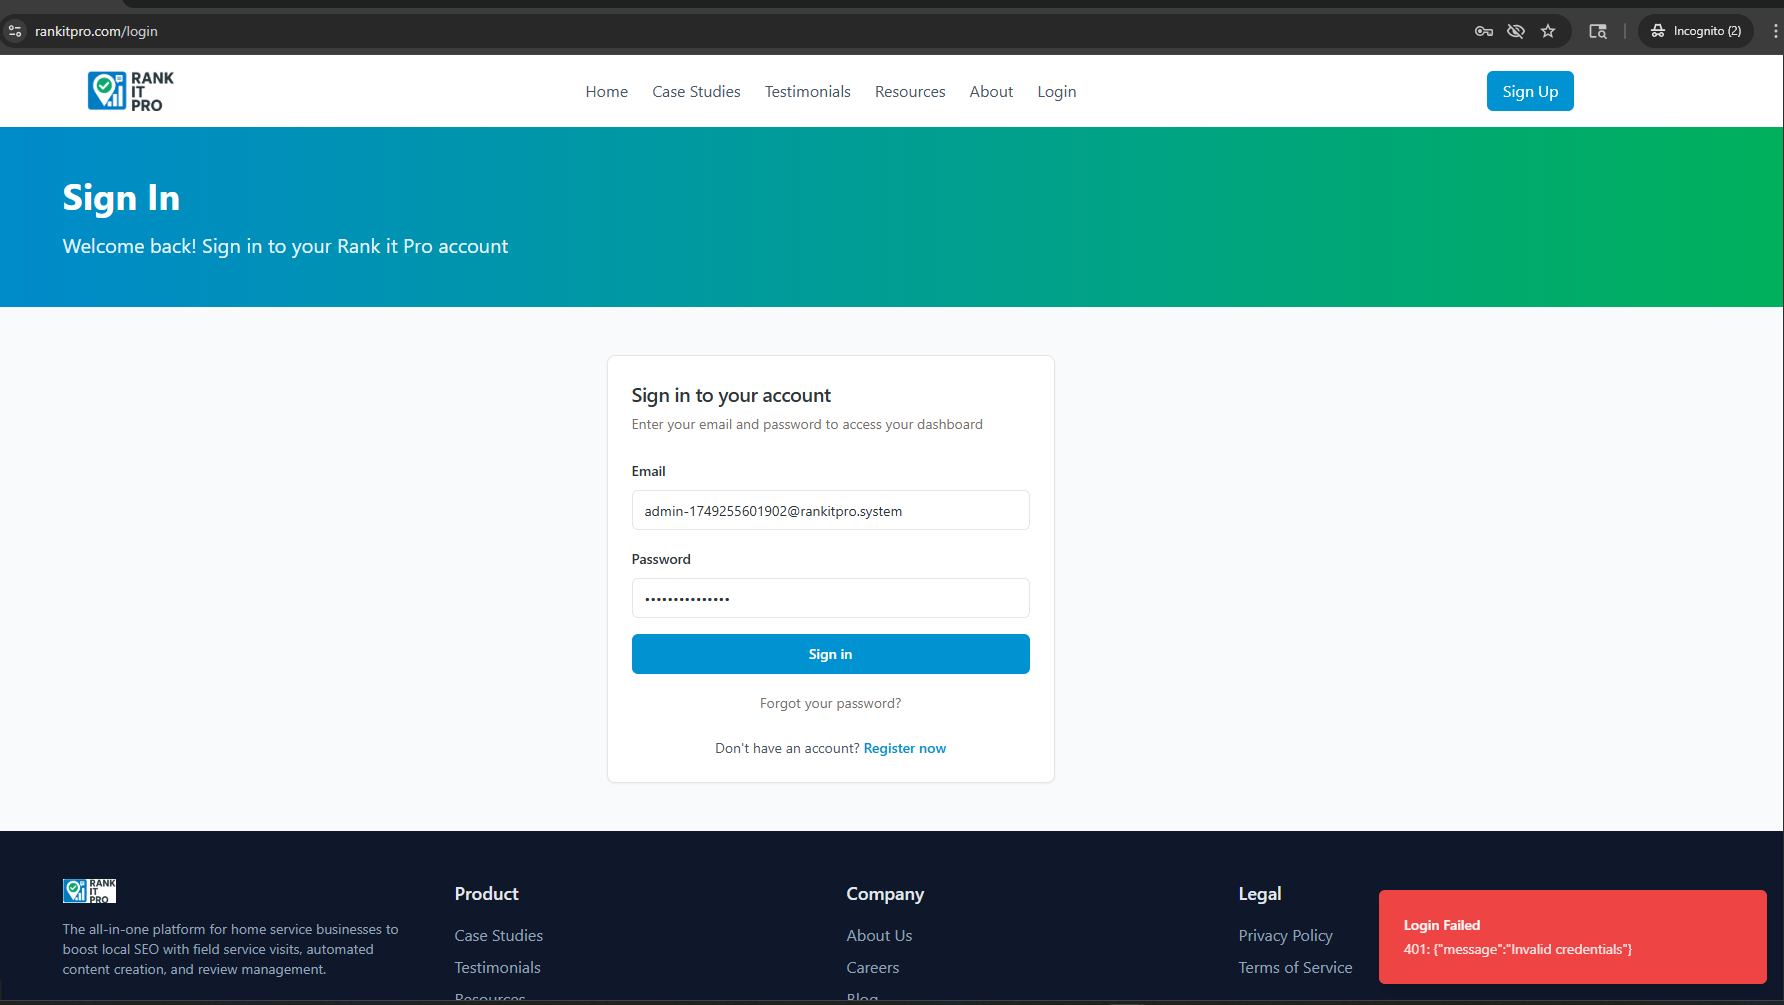 rankitpro.com/login
Incognito (2)
RANK
IT
PRO
Home Case Studies Testimonials Resources About Login
Sign Up
Sign In
Welcome back! Sign in to your Rank it Pro account
Sign in to your account
Enter your email and password to access your dashboard
Email
admin-1749255601902@rankitpro.system
Password
•••••••••••••••
Sign in
Forgot your password?
Don't have an account? Register now
RANK
IT
PRO
The all-in-one platform for home service businesses to
boost local SEO with field service visits, automated
content creation, and review management.
Product
Case Studies
Testimonials
Resources
Company
About Us
Careers
Blog
Legal
Privacy Policy
Terms of Service
Login Failed
401: {"message":"Invalid credentials"}